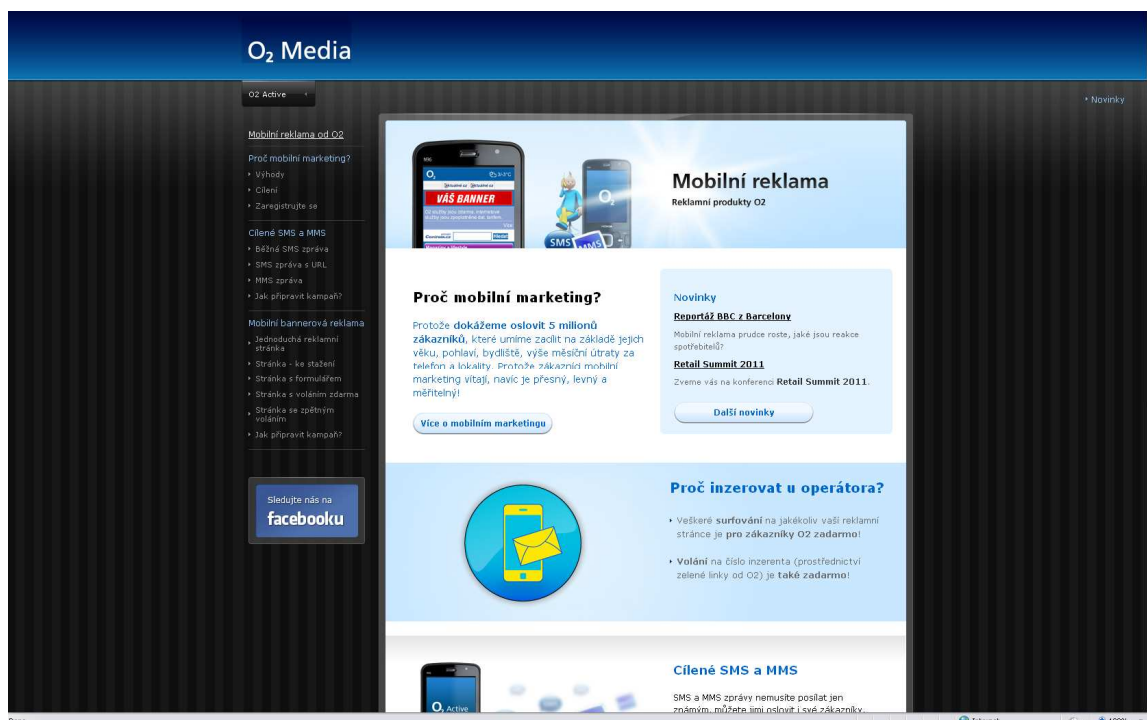 O2 Media
O2 Active
Novinky
Mobilní reklama od O2
Proč mobilní marketing?
Výhody
Cílení
Zaregistrujte se
Cílené SMS a MMS
Běžná SMS zpráva
SMS zpráva s URL
MMS zpráva
Jak připravit kampaň?
Mobilní bannerová reklama
Jednoduchá reklamní
stránka
Stránka - ke stažení
Stránka s formulářem
Stránka s voláním zdarma
Stránka se zpětným
voláním
Jak připravit kampaň?
Sledujte nás na
facebooku
O2
VÁŠ BANNER
O2
SMS
MMS
Mobilní reklama
Reklamní produkty O2
Proč mobilní marketing?
Protože dokážeme oslovit 5 milionů
zákazníků, které umíme zacílit na základě jejich
věku, pohlaví, bydliště, výše měsíční útraty za
telefon a lokality. Protože zákazníci mobilní
marketing vítají, navíc je přesný, levný a
měřitelný!
Více o mobilním marketingu
Novinky
Reportáž BBC z Barcelony
Mobilní reklama prudce roste, jaké jsou reakce
spotřebitelů?
Retail Summit 2011
Zveme vás na konferenci Retail Summit 2011.
Další novinky
Proč inzerovat u operátora?
Veškeré surfování na jakékoliv vaší reklamní
stránce je pro zákazníky O2 zadarmo!
Volání na číslo inzerenta (prostřednictví
zelené linky od O2) je také zadarmo!
O2 Active
Cílené SMS a MMS
SMS a MMS zprávy nemusíte posílat jen
známým, můžete jimi oslovit i své zákazníky.